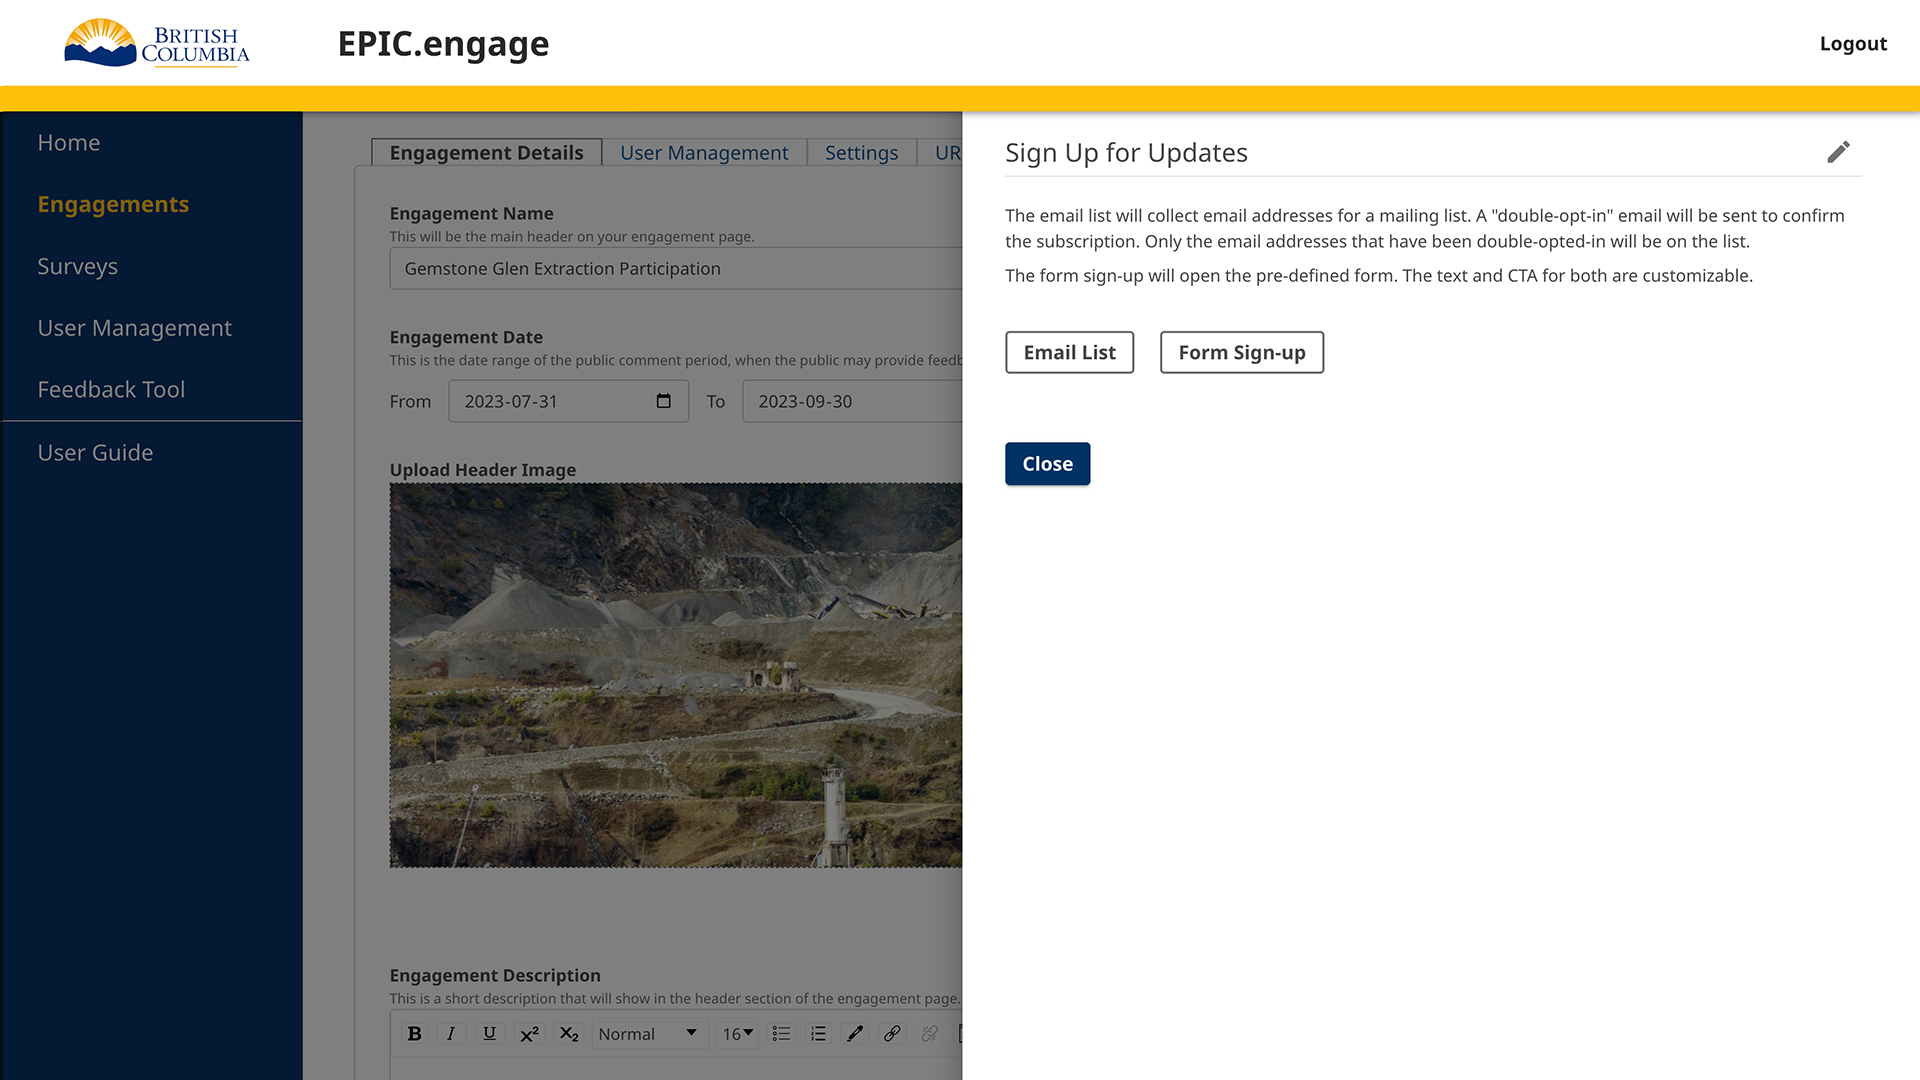 BRITISH
COLUMBIA
EPIC.engage
Logout
Home
Engagements
Surveys
User Management
Feedback Tool
User Guide
Engagement Details
User Management
Settings
UR
Engagement Name
This will be the main header on your engagement page.
Gemstone Glen Extraction Participation
Engagement Date
This is the date range of the public comment period, when the public may provide feedb
From 2023-07-31 To 2023-09-30
Upload Header Image
Engagement Description
This is a short description that will show in the header section of the engagement page.
B I U X² X₂ Normal 16
Sign Up for Updates
The email list will collect email addresses for a mailing list. A "double-opt-in" email will be sent to confirm
the subscription. Only the email addresses that have been double-opted-in will be on the list.
The form sign-up will open the pre-defined form. The text and CTA for both are customizable.
Email List
Form Sign-up
Close